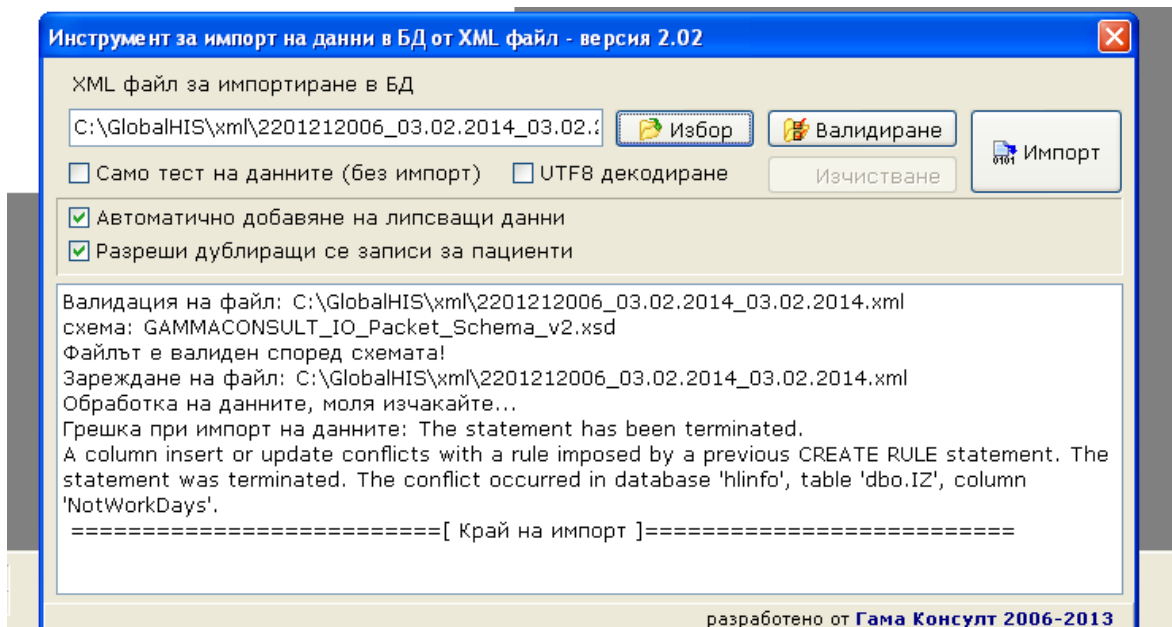 Инструмент за импорт на данни в БД от XML файл - версия 2.02
XML файл за импортиране в БД
C:\GlobalHIS\xml\2201212006_03.02.2014_03.02.:
Избор
Валидиране
Импорт
Само тест на данните (без импорт)
UTF8 декодиране
Изчистване
Автоматично добавяне на липсващи данни
Разреши дублиращи се записи за пациенти
Валидация на файл: C:\GlobalHIS\xml\2201212006_03.02.2014_03.02.2014.xml
схема: GAMMACONSULT_IO_Packet_Schema_v2.xsd
Файлът е валиден според схемата!
Зареждане на файл: C:\GlobalHIS\xml\2201212006_03.02.2014_03.02.2014.xml
Обработка на данните, моля изчакайте...
Грешка при импорт на данните: The statement has been terminated.
A column insert or update conflicts with a rule imposed by a previous CREATE RULE statement. The
statement was terminated. The conflict occurred in database 'hlinfo', table 'dbo.IZ', column
'NotWorkDays'.
==========================[ Край на импорт ]==========================
разработено от Гама Консулт 2006-2013